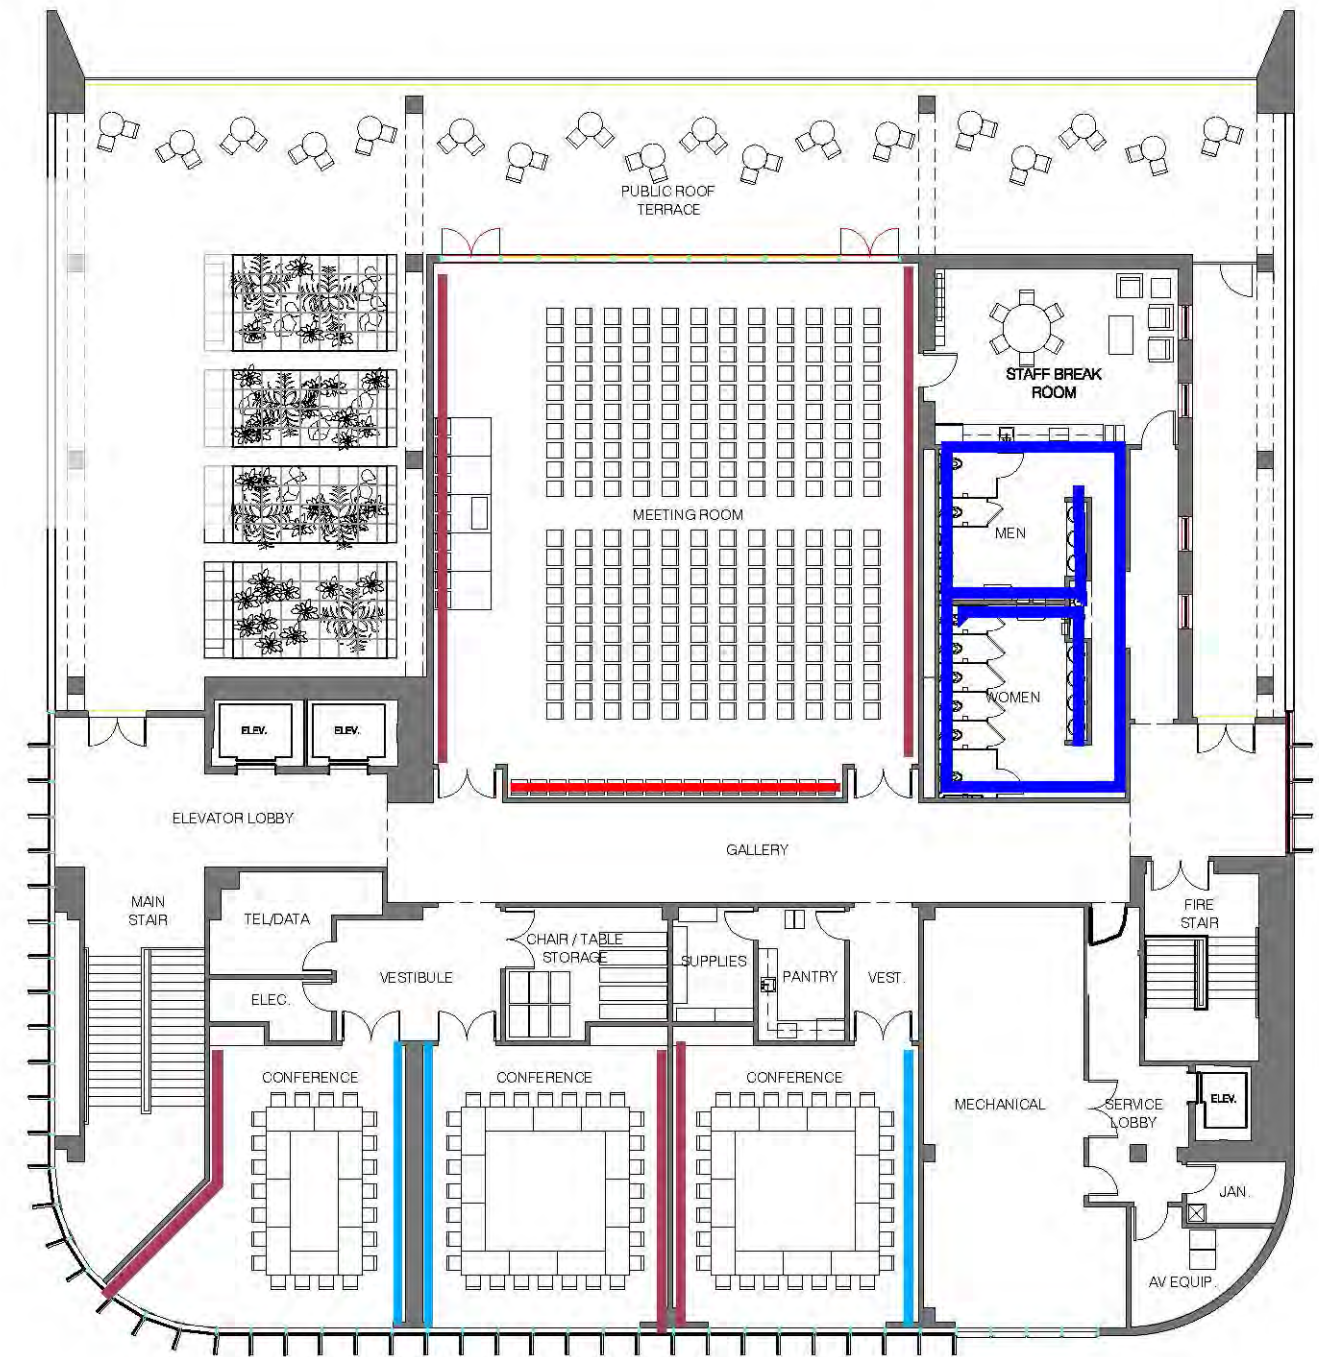 PUBLIC ROOF
TERRACE
STAFF BREAK
ROOM
MEETING ROOM
MEN
WOMEN
ELEV.
ELEV.
ELEVATOR LOBBY
GALLERY
MAIN
STAIR
TEL/DATA
FIRE
STAIR
CHAIR / TABLE
STORAGE
SUPPLIES
VESTIBULE
PANTRY
VEST.
ELEC.
CONFERENCE
CONFERENCE
CONFERENCE
MECHANICAL
SERVICE
LOBBY
ELEV.
JAN.
AV EQUIP.